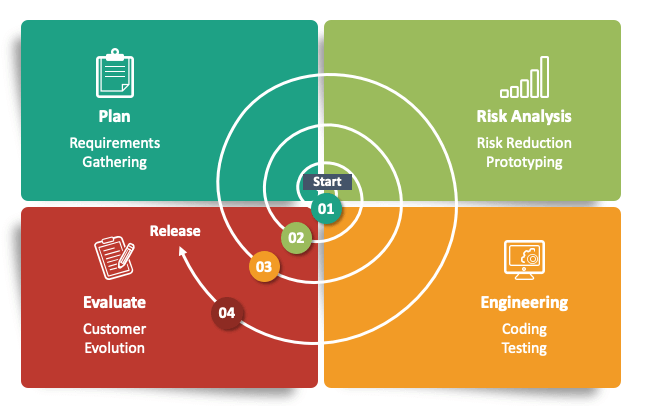 Plan
Requirements
Gathering
Risk Analysis
Risk Reduction
Prototyping
Start
01
02
03
04
Release
Evaluate
Customer
Evolution
Engineering
Coding
Testing